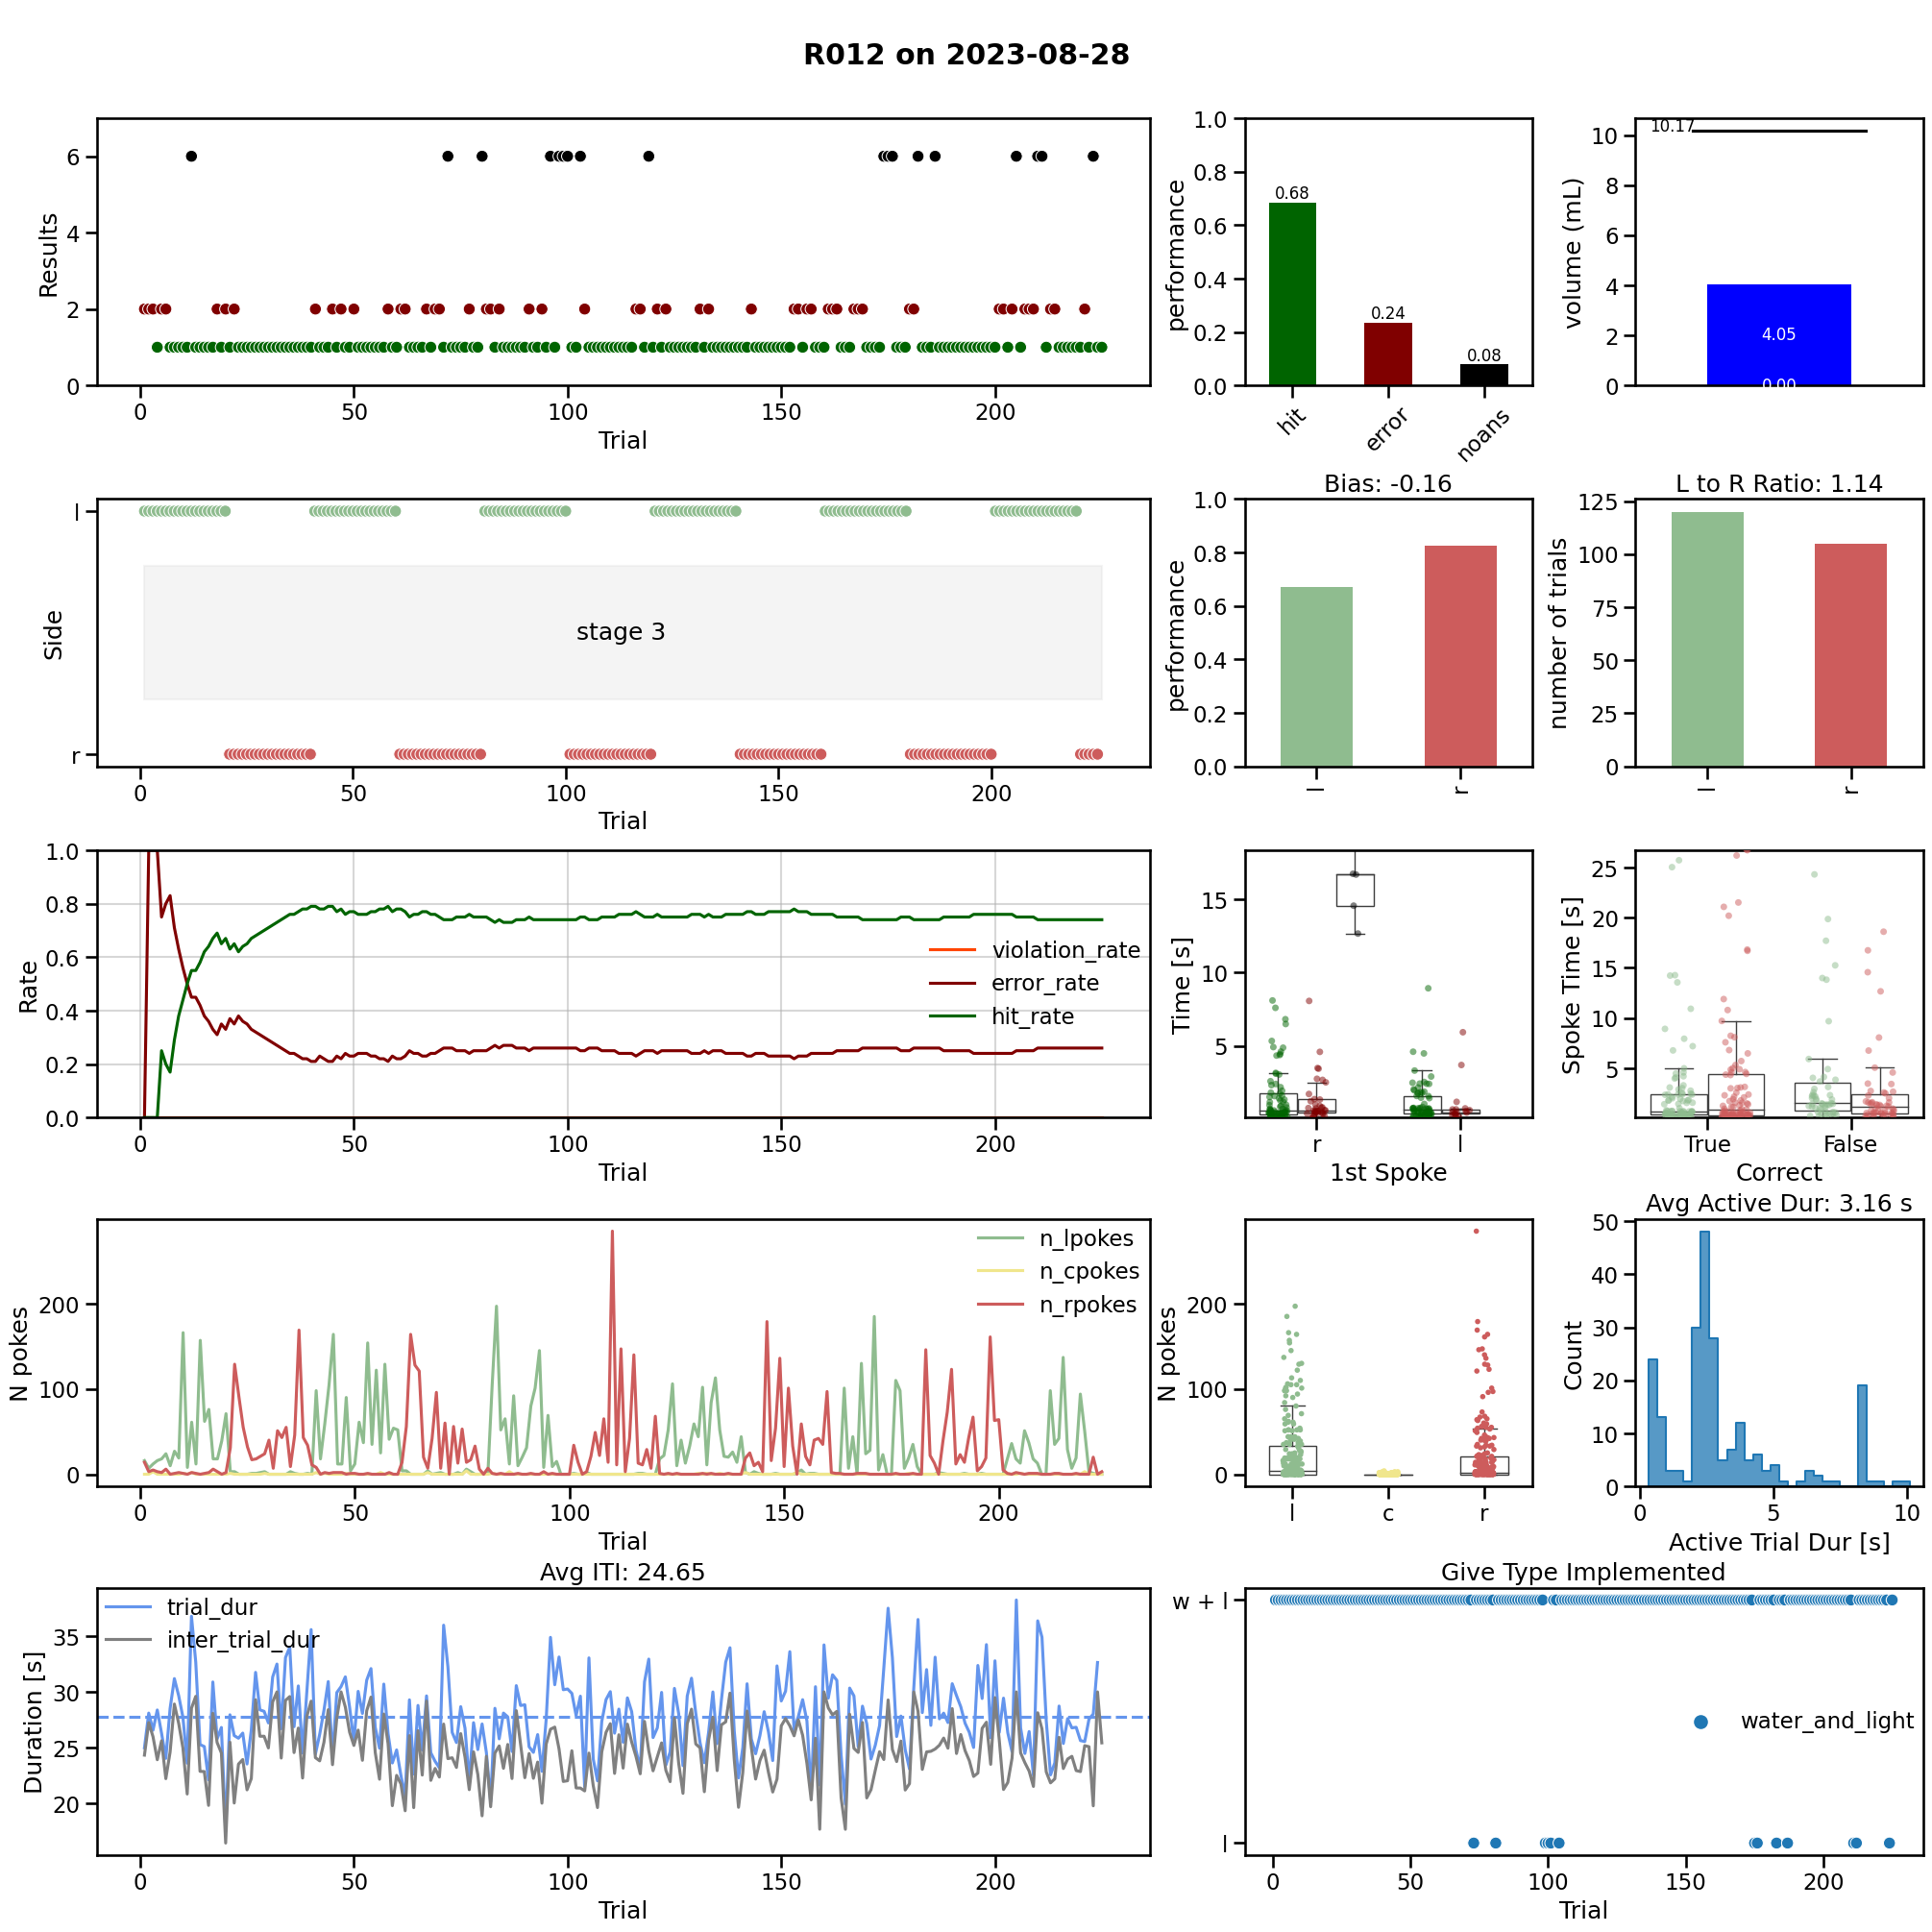 R012 on 2023-08-28
Results
6
4
2
0
0 50 100 150 200
Trial
performance
1.0
0.8
0.6
0.4
0.2
0.0
0.68
0.24
0.08
hit error noans
volume (mL)
10
8
6
4
2
0
10.17
4.05
0.00
Side
l
r
stage 3
0 50 100 150 200
Trial
Bias: -0.16
performance
1.0
0.8
0.6
0.4
0.2
0.0
l r
L to R Ratio: 1.14
number of trials
125
100
75
50
25
0
l r
Rate
1.0
0.8
0.6
0.4
0.2
0.0
violation_rate
error_rate
hit_rate
0 50 100 150 200
Trial
Time [s]
15
10
5
r l
1st Spoke
Spoke Time [s]
25
20
15
10
5
True False
Correct
N pokes
200
100
0
n_lpokes
n_cpokes
n_rpokes
0 50 100 150 200
Trial
N pokes
200
100
0
l c r
Avg Active Dur: 3.16 s
Count
50
40
30
20
10
0
0 5 10
Active Trial Dur [s]
Avg ITI: 24.65
Duration [s]
35
30
25
20
trial_dur
inter_trial_dur
0 50 100 150 200
Trial
Give Type Implemented
w + l
l
water_and_light
0 50 100 150 200
Trial